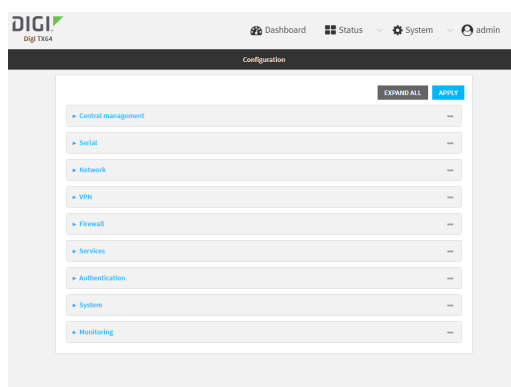 DIGI.
Digi TX64
Dashboard
Status
System
admin
Configuration
EXPAND ALL
APPLY
Central management
Serial
Network
VPN
Firewall
Services
Authentication
System
Monitoring